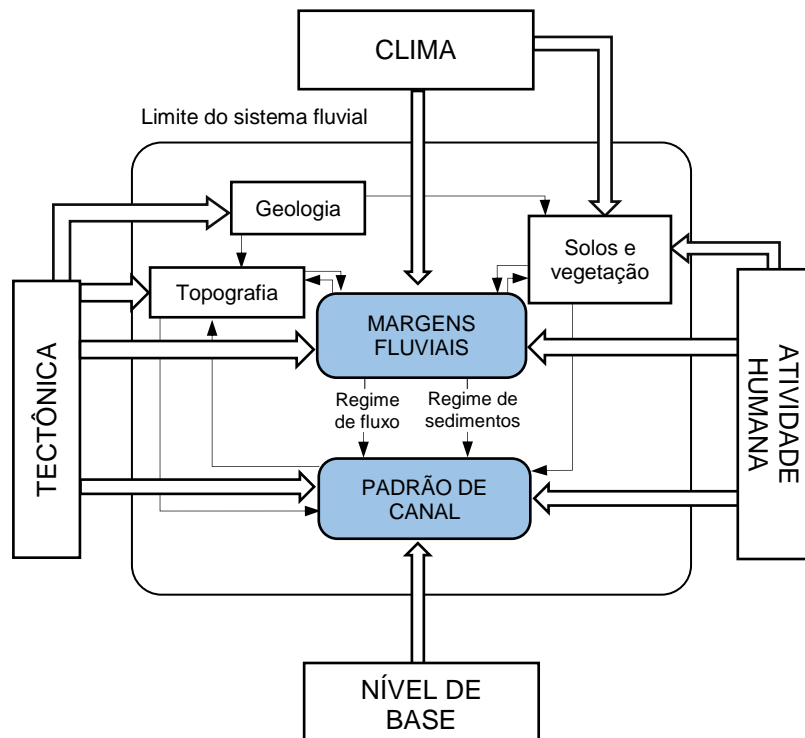 CLIMA
Limite do sistema fluvial
Geologia
Solos e
vegetação
Topografia
MARGENS
FLUVIAIS
TECTÔNICA
ATIVIDADE
HUMANA
Regime
de fluxo
Regime de
sedimentos
PADRÃO DE
CANAL
NÍVEL DE
BASE